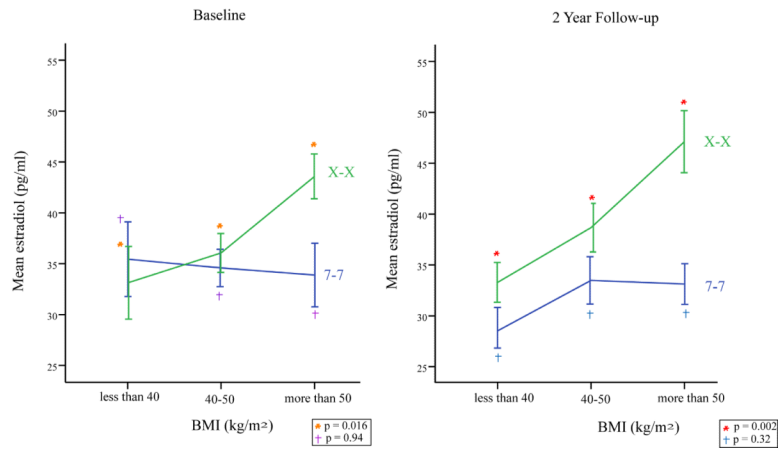 Baseline
55
50
45
40
35
30
25
Mean estradiol (pg/ml)
X-X
7-7
†
*
*
†
*
†
less than 40
40-50
more than 50
BMI (kg/m²)
* p = 0.016
† p = 0.94
2 Year Follow-up
55
50
45
40
35
30
25
Mean estradiol (pg/ml)
X-X
7-7
*
†
*
†
*
†
less than 40
40-50
more than 50
BMI (kg/m²)
* p = 0.002
† p = 0.32